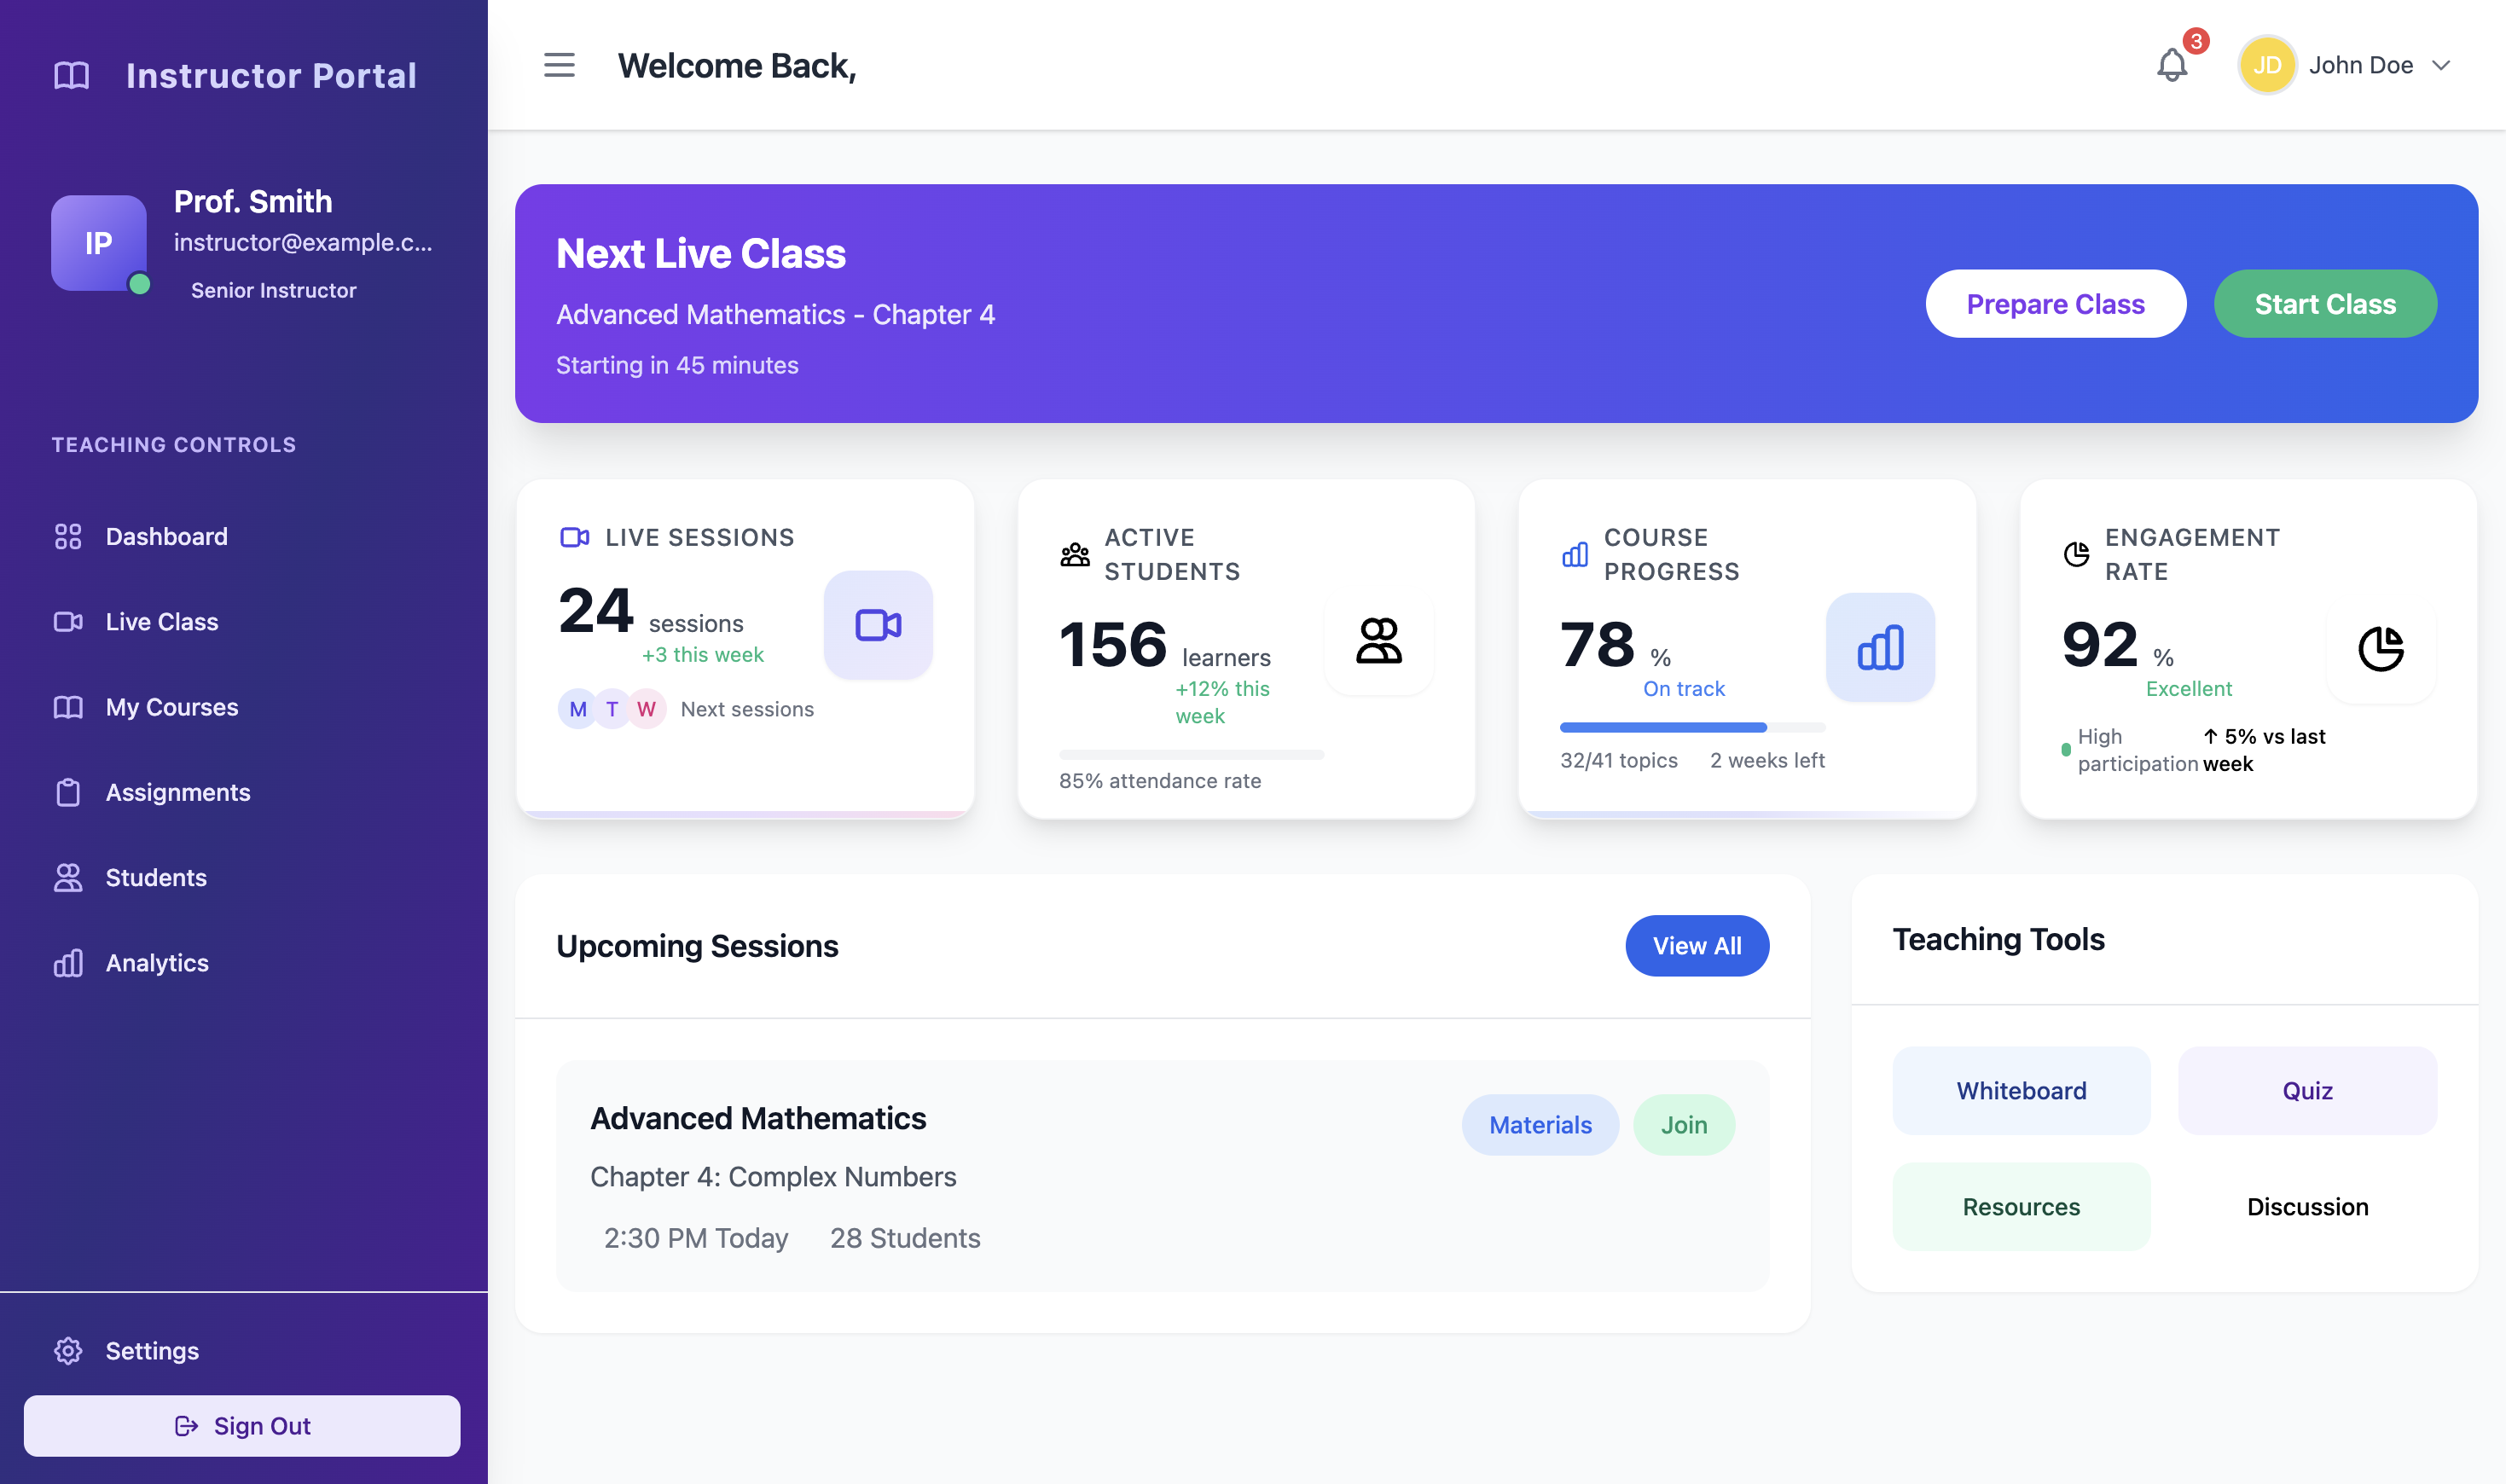 Instructor Portal
IP
Prof. Smith
instructor@example.c...
Senior Instructor
TEACHING CONTROLS
Dashboard
Live Class
My Courses
Assignments
Students
Analytics
Settings
Sign Out
Welcome Back,
3
JD
John Doe
Next Live Class
Advanced Mathematics - Chapter 4
Starting in 45 minutes
Prepare Class
Start Class
LIVE SESSIONS
24 sessions
+3 this week
M T W Next sessions
ACTIVE
STUDENTS
156 learners
+12% this
week
85% attendance rate
COURSE
PROGRESS
78 %
On track
32/41 topics 2 weeks left
ENGAGEMENT
RATE
92 %
Excellent
High
participation
↑ 5% vs last
week
Upcoming Sessions
View All
Advanced Mathematics
Materials
Join
Chapter 4: Complex Numbers
2:30 PM Today 28 Students
Teaching Tools
Whiteboard
Quiz
Resources
Discussion